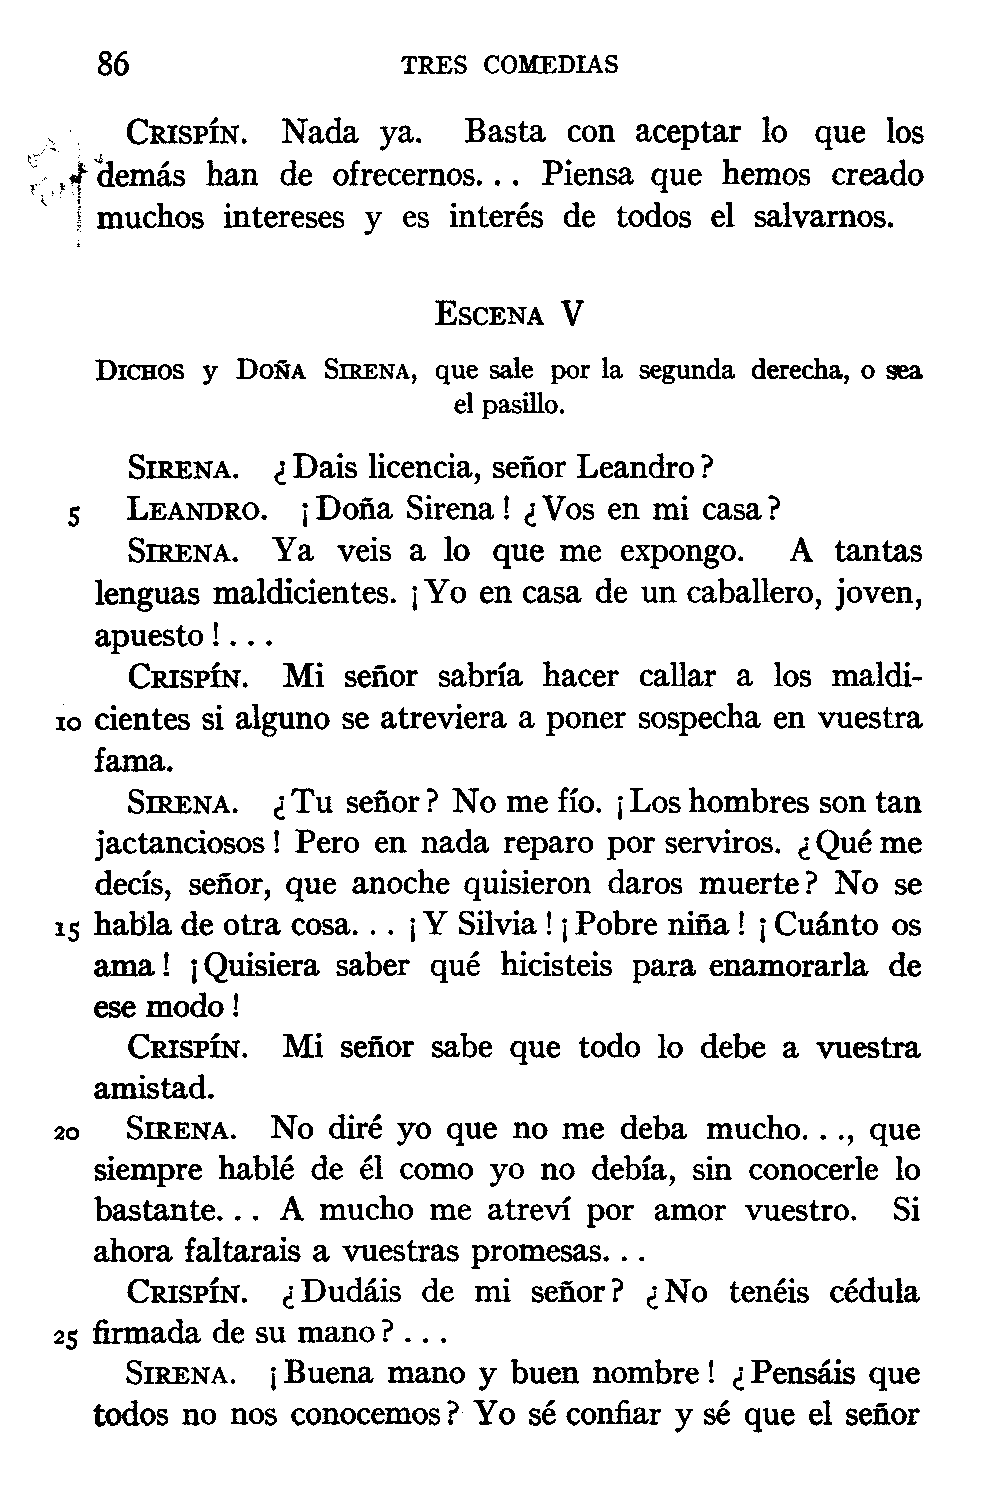 86 TRES COMEDIAS
CRISPÍN. Nada ya. Basta con aceptar lo que los
demás han de ofrecernos. . . Piensa que hemos creado
muchos intereses y es interés de todos el salvarnos.
ESCENA V
DICHOS y DOÑA SIRENA, que sale por la segunda derecha, o sea
el pasillo.
SIRENA. ¿Dais licencia, señor Leandro?
5 LEANDRO. ¡Doña Sirena! ¿Vos en mi casa?
SIRENA. Ya veis a lo que me expongo. A tantas
lenguas maldicientes. ¡Yo en casa de un caballero, joven,
apuesto!. . .
CRISPÍN. Mi señor sabría hacer callar a los maldi-
10 cientes si alguno se atreviera a poner sospecha en vuestra
fama.
SIRENA. ¿Tu señor? No me fío. ¡Los hombres son tan
jactanciosos! Pero en nada reparo por serviros. ¿Qué me
decís, señor, que anoche quisieron daros muerte? No se
15 habla de otra cosa. . . ¡Y Silvia! ¡Pobre niña! ¡Cuánto os
ama! ¡Quisiera saber qué hicisteis para enamorarla de
ese modo!
CRISPÍN. Mi señor sabe que todo lo debe a vuestra
amistad.
20 SIRENA. No diré yo que no me deba mucho. . ., que
siempre hablé de él como yo no debía, sin conocerle lo
bastante. . . A mucho me atreví por amor vuestro. Si
ahora faltarais a vuestras promesas. . .
CRISPÍN. ¿Dudáis de mi señor? ¿No tenéis cédula
25 firmada de su mano? . . .
SIRENA. ¡Buena mano y buen nombre! ¿Pensáis que
todos no nos conocemos? Yo sé confiar y sé que el señor